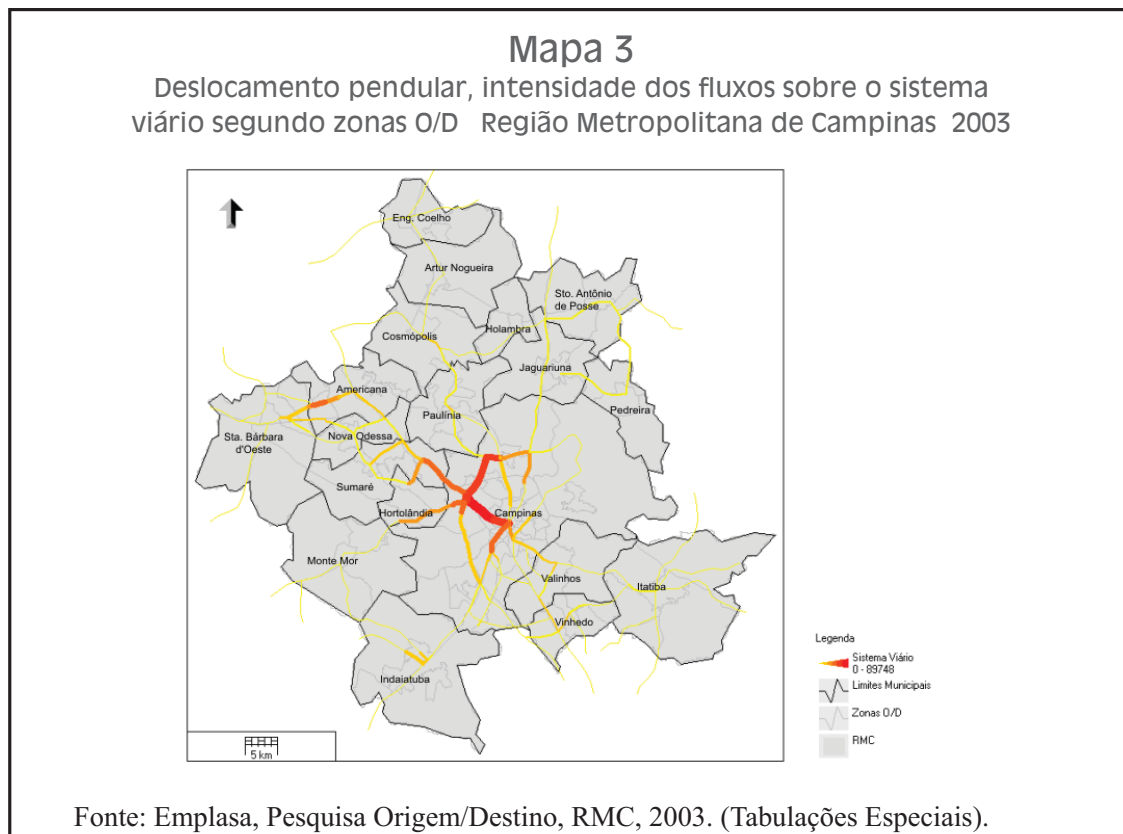 Mapa 3
Deslocamento pendular, intensidade dos fluxos sobre o sistema
viário segundo zonas O/D Região Metropolitana de Campinas 2003
Eng. Coelho
Artur Nogueira
Sto. Antônio
de Posse
Holambra
Cosmópolis
Jaguariuna
Americana
Pedreira
Paulínia
Nova Odessa
Sta. Bárbara
d'Oeste
Sumaré
Hortolândia
Campinas
Monte Mor
Valinhos
Itatiba
Vinhedo
Indaiatuba
5 km
Legenda
Sistema Viário
0 - 89748
Limites Municipais
Zonas O/D
RMC
Fonte: Emplasa, Pesquisa Origem/Destino, RMC, 2003. (Tabulações Especiais).